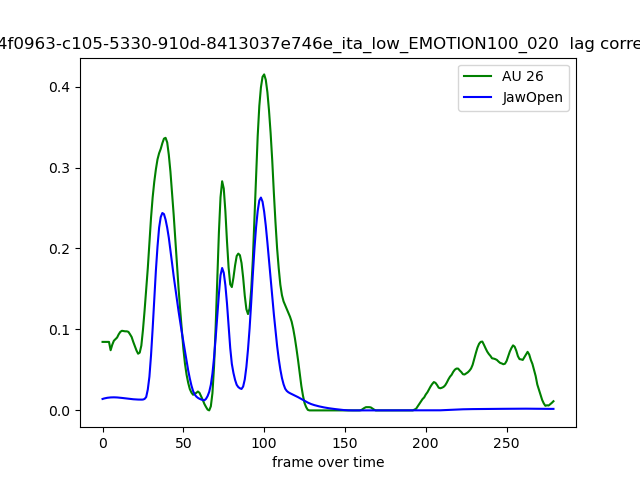 4f0963-c105-5330-910d-8413037e746e_ita_low_EMOTION100_020 lag corre
AU 26
JawOpen
0.4
0.3
0.2
0.1
0.0
0 50 100 150 200 250
frame over time